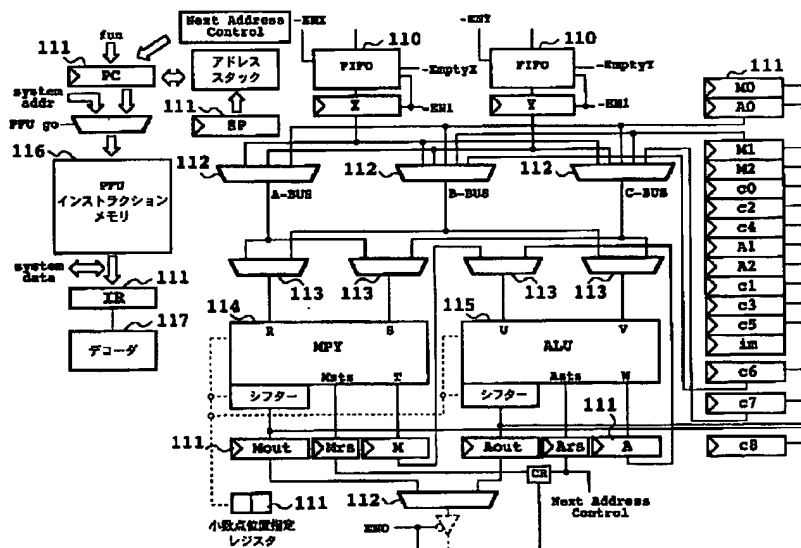 Next Address
Control
fun
111
PC
アドレス
スタック
system
addr
111
SP
PFU go
116
PFU
インストラクション
メモリ
system
data
111
IR
117
デコーダ
-ENX
110
FIFO
-EmptyX
X
-EN1
-ENY
110
FIFO
-EmptyY
Y
-EN1
112
A-BUS
112
B-BUS
112
C-BUS
113
113
113
113
114
R
S
MPY
Msts
T
シフター
115
U
V
ALU
Asts
W
シフター
111
Mout
Mrs
M
Aout
Ars
111
A
112
CR
Next Address
Control
111
小数点位置指定
レジスタ
ENO
111
M0
A0
M1
M2
c0
c2
c4
A1
A2
c1
c3
c5
im
c6
c7
c8